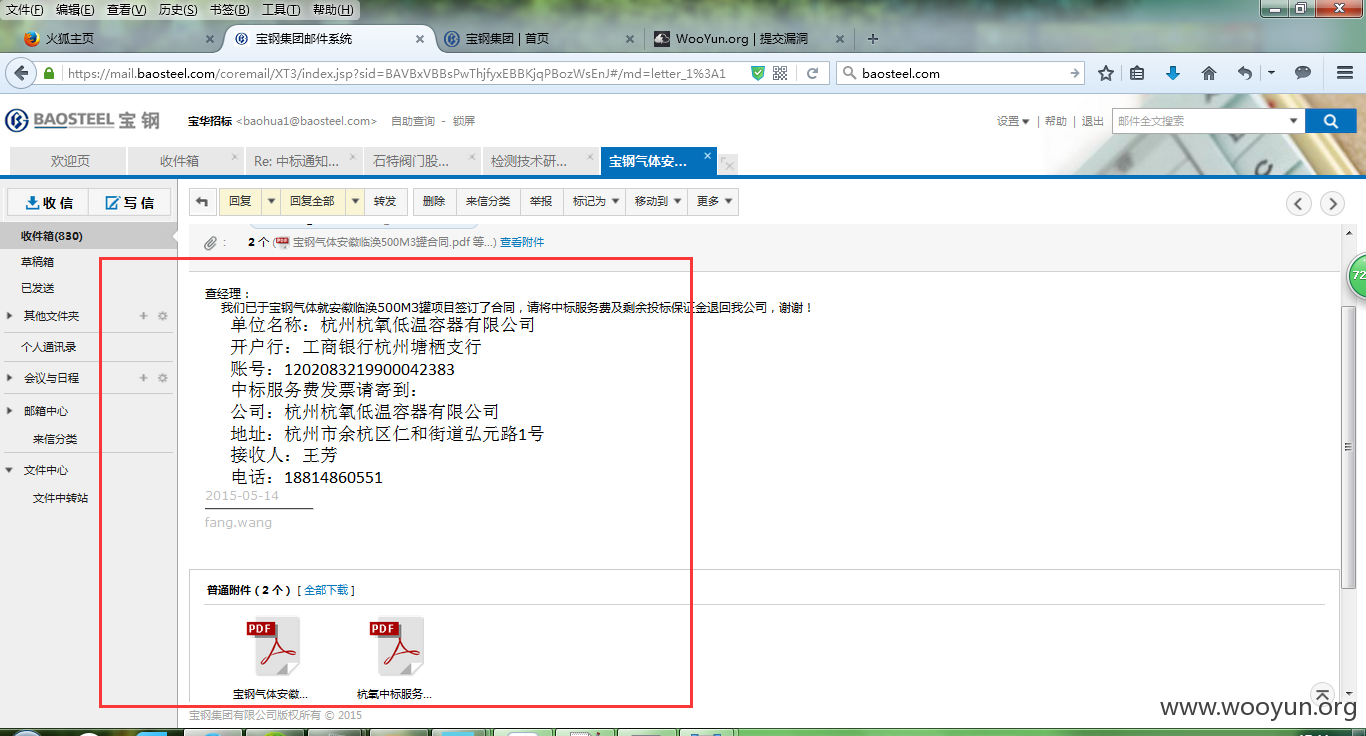 文件(F) 编辑(E) 查看(V) 历史(S) 书签(B) 工具(T) 帮助(H)
火狐主页 × 宝钢集团邮件系统 × 宝钢集团 | 首页 × WooYun.org | 提交漏洞 × +
https://mail.baosteel.com/coremail/XT3/index.jsp?sid=BAVBxVBBsPwThjfyxEBBKjqPBozWsEnJ#/md=letter_1%3A1 baosteel.com
BAOSTEEL 宝钢 宝华招标 <baohua1@baosteel.com> 自助查询 - 锁屏 设置 | 帮助 | 退出 邮件全文搜索
欢迎页 收件箱 Re: 中标通知... 石特阀门股... 检测技术研... 宝钢气体安...
收信 写信 回复 回复全部 转发 删除 来信分类 举报 标记为 移动到 更多
收件箱(830)
草稿箱
已发送
其他文件夹
个人通讯录
会议与日程
邮箱中心
来信分类
文件中心
文件中转站
: 2 个 (宝钢气体安徽临涣500M3罐合同.pdf 等...) 查看附件
查经理：
我们已于宝钢气体就安徽临涣500M3罐项目签订了合同，请将中标服务费及剩余投标保证金退回我公司，谢谢！
单位名称：杭州杭氧低温容器有限公司
开户行：工商银行杭州塘栖支行
账号：1202083219900042383
中标服务费发票请寄到：
公司：杭州杭氧低温容器有限公司
地址：杭州市余杭区仁和街道弘元路1号
接收人：王芳
电话：18814860551
2015-05-14
fang.wang
72
普通附件（2 个） [ 全部下载 ]
PDF PDF
宝钢气体安徽... 杭氧中标服务...
宝钢集团有限公司版权所有 © 2015
www.wooyun.org